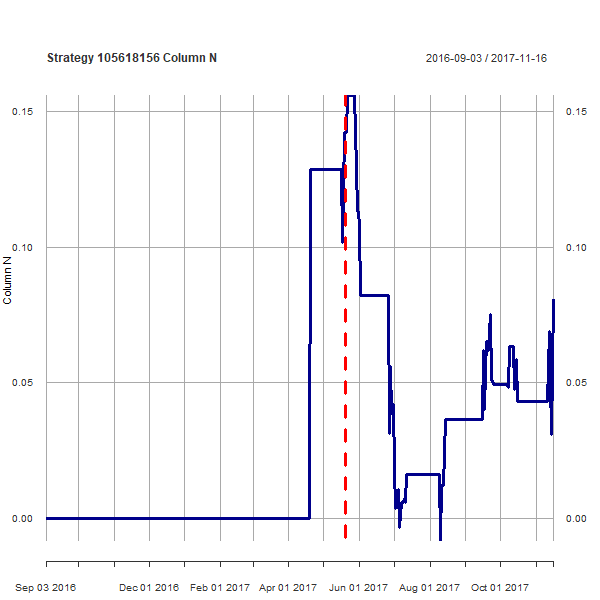 Strategy 105618156 Column N
2016-09-03 / 2017-11-16
0.15
0.15
0.10
0.10
Column N
0.05
0.05
0.00
0.00
Sep 03 2016
Dec 01 2016
Feb 01 2017
Apr 01 2017
Jun 01 2017
Aug 01 2017
Oct 01 2017